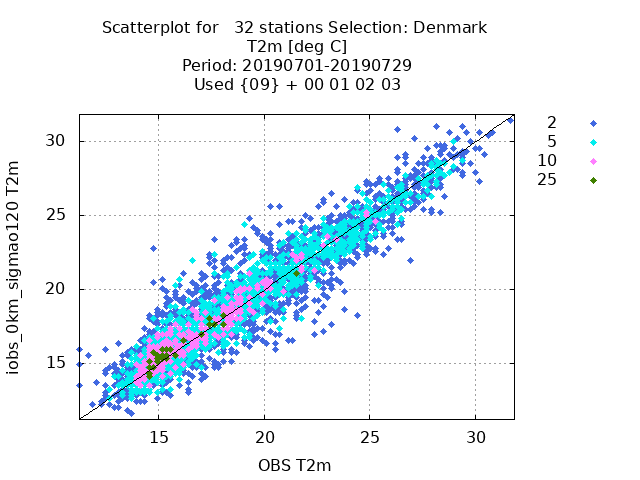 Scatterplot for   32 stations Selection: Denmark
T2m [deg C]
Period: 20190701-20190729
Used {09} + 00 01 02 03
2
5
10
25
iobs_0km_sigmao120 T2m
30
25
20
15
15 20 25 30
OBS T2m